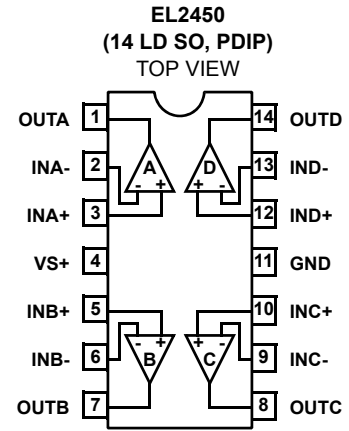 EL2450
(14 LD SO, PDIP)
TOP VIEW
OUTA 1 14 OUTD
INA- 2 A D 13 IND-
- + + -
INA+ 3 12 IND+
VS+ 4 11 GND
INB+ 5 10 INC+
- + + -
INB- 6 B C 9 INC-
OUTB 7 8 OUTC